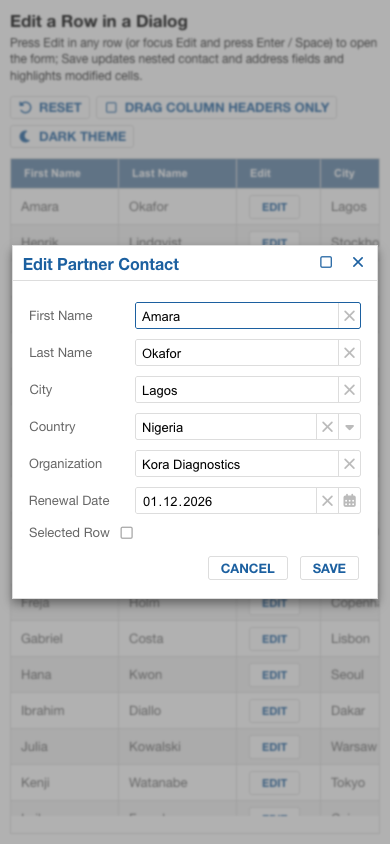 Edit a Row in a Dialog
Press Edit in any row (or focus Edit and press Enter / Space) to open
the form; Save updates nested contact and address fields and
highlights modified cells.
RESET DRAG COLUMN HEADERS ONLY
DARK THEME
First Name Last Name Edit City
Amara Okafor EDIT Lagos
Henrik Lindqvist EDIT
Edit Partner Contact
First Name Amara
Last Name Okafor
City Lagos
Country Nigeria
Organization Kora Diagnostics
Renewal Date 01.12.2026
Selected Row
CANCEL SAVE
Freja Holm EDIT
Gabriel Costa EDIT Lisbon
Hana Kwon EDIT Seoul
Ibrahim Diallo EDIT Dakar
Julia Kowalski EDIT Warsaw
Kenji Watanabe EDIT Tokyo